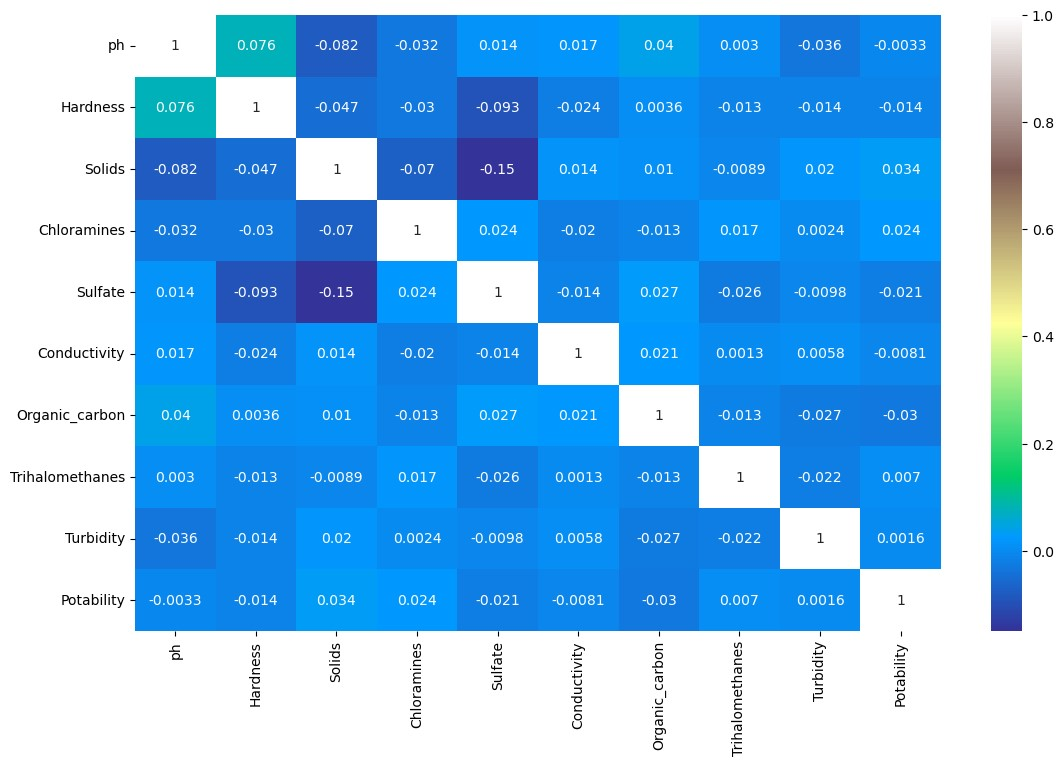 ph 1 0.076 -0.082 -0.032 0.014 0.017 0.04 0.003 -0.036 -0.0033
Hardness 0.076 1 -0.047 -0.03 -0.093 -0.024 0.0036 -0.013 -0.014 -0.014
Solids -0.082 -0.047 1 -0.07 -0.15 0.014 0.01 -0.0089 0.02 0.034
Chloramines -0.032 -0.03 -0.07 1 0.024 -0.02 -0.013 0.017 0.0024 0.024
Sulfate 0.014 -0.093 -0.15 0.024 1 -0.014 0.027 -0.026 -0.0098 -0.021
Conductivity 0.017 -0.024 0.014 -0.02 -0.014 1 0.021 0.0013 0.0058 -0.0081
Organic_carbon 0.04 0.0036 0.01 -0.013 0.027 0.021 1 -0.013 -0.027 -0.03
Trihalomethanes 0.003 -0.013 -0.0089 0.017 -0.026 0.0013 -0.013 1 -0.022 0.007
Turbidity -0.036 -0.014 0.02 0.0024 -0.0098 0.0058 -0.027 -0.022 1 0.0016
Potability -0.0033 -0.014 0.034 0.024 -0.021 -0.0081 -0.03 0.007 0.0016 1
ph
Hardness
Solids
Chloramines
Sulfate
Conductivity
Organic_carbon
Trihalomethanes
Turbidity
Potability
1.0
0.8
0.6
0.4
0.2
0.0